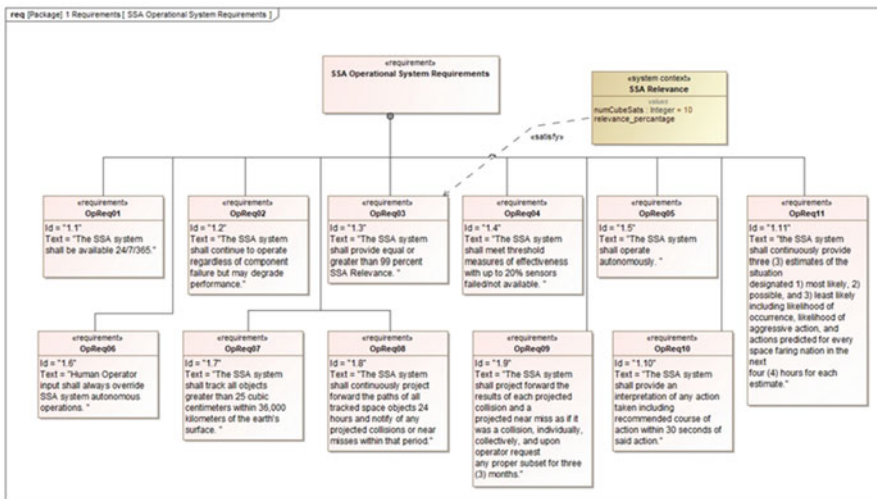 req [Package] 1 Requirements [ SSA Operational System Requirements ]
«requirement»
SSA Operational System Requirements
«system context»
SSA Relevance
values
numCubeSats : Integer = 10
relevance_percentage
«satisfy»
«requirement»
OpReq01
Id = "1.1"
Text = "The SSA system
shall be available 24/7/365."
«requirement»
OpReq02
Id = "1.2"
Text = "The SSA system
shall continue to operate
regardless of component
failure but may degrade
performance."
«requirement»
OpReq03
Id = "1.3"
Text = "The SSA system
shall provide equal or
greater than 99 percent
SSA Relevance. "
«requirement»
OpReq04
Id = "1.4"
Text = "The SSA system
shall meet threshold
measures of effectiveness
with up to 20% sensors
failed/not available. "
«requirement»
OpReq05
Id = "1.5"
Text = "The SSA system
shall operate
autonomously. "
«requirement»
OpReq11
Id = "1.11"
Text = "the SSA system
shall continuously provide
three (3) estimates of the
situation
designated 1) most likely, 2)
possible, and 3) least likely
including likelihood of
occurrence, likelihood of
aggressive action, and
actions predicted for every
space faring nation in the
next
four (4) hours for each
estimate."
«requirement»
OpReq06
Id = "1.6"
Text = "Human Operator
input shall always override
SSA system autonomous
operations. "
«requirement»
OpReq07
Id = "1.7"
Text = "The SSA system
shall track all objects
greater than 25 cubic
centimeters within 36,000
kilometers of the earth's
surface."
«requirement»
OpReq08
Id = "1.8"
Text = "The SSA system
shall continuously project
forward the paths of all
tracked space objects 24
hours and notify of any
projected collisions or near
misses within that period."
«requirement»
OpReq09
Id = "1.9"
Text = "The SSA system
shall project forward the
results of each projected
collision and a
projected near miss as if it
was a collision, individually,
collectively, and upon
operator request
any proper subset for three
(3) months."
«requirement»
OpReq10
Id = "1.10"
Text = "The SSA system
shall provide an
interpretation of any action
taken including
recommended course of
action within 30 seconds of
said action."